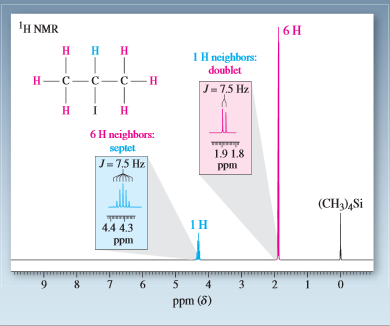 ¹H NMR
6 H
H H H
H—C—C—C—H
H I H
1 H neighbors:
doublet
J = 7.5 Hz
1.9 1.8
ppm
6 H neighbors:
septet
J = 7.5 Hz
4.4 4.3
ppm
1 H
(CH₃)₄Si
9 8 7 6 5 4 3 2 1 0
ppm (δ)